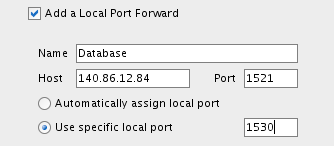 Add a Local Port Forward
Name Database
Host 140.86.12.84 Port 1521
Automatically assign local port
Use specific local port 1530